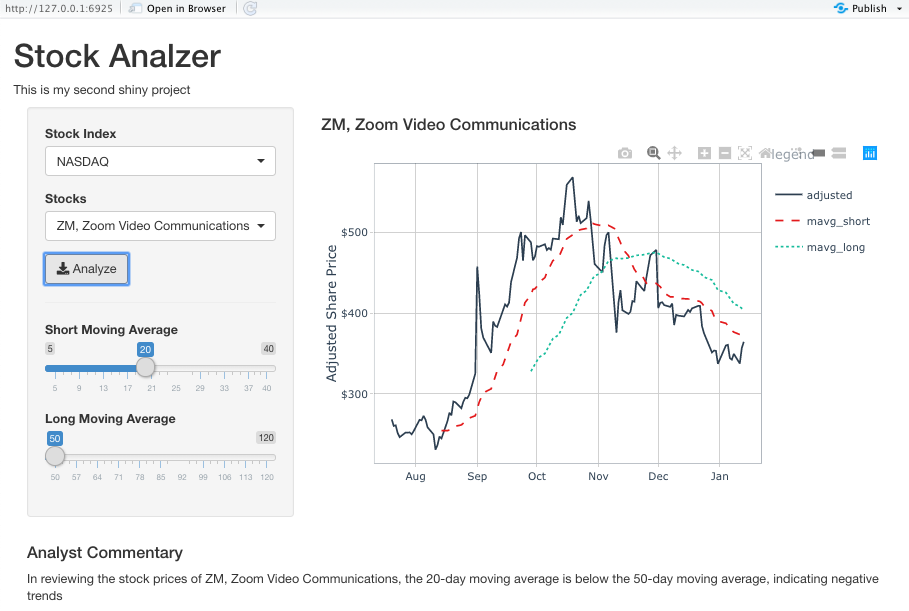 http://127.0.0.1:6925 Open in Browser Publish
Stock Analzer
This is my second shiny project
Stock Index
NASDAQ
Stocks
ZM, Zoom Video Communications
Analyze
Short Moving Average
5 20 40
5 9 13 17 21 25 29 33 37 40
Long Moving Average
50 120
50 57 64 71 78 85 92 99 106 113 120
ZM, Zoom Video Communications
legend
adjusted
mavg_short
mavg_long
Adjusted Share Price
$500
$400
$300
Aug Sep Oct Nov Dec Jan
Analyst Commentary
In reviewing the stock prices of ZM, Zoom Video Communications, the 20-day moving average is below the 50-day moving average, indicating negative
trends